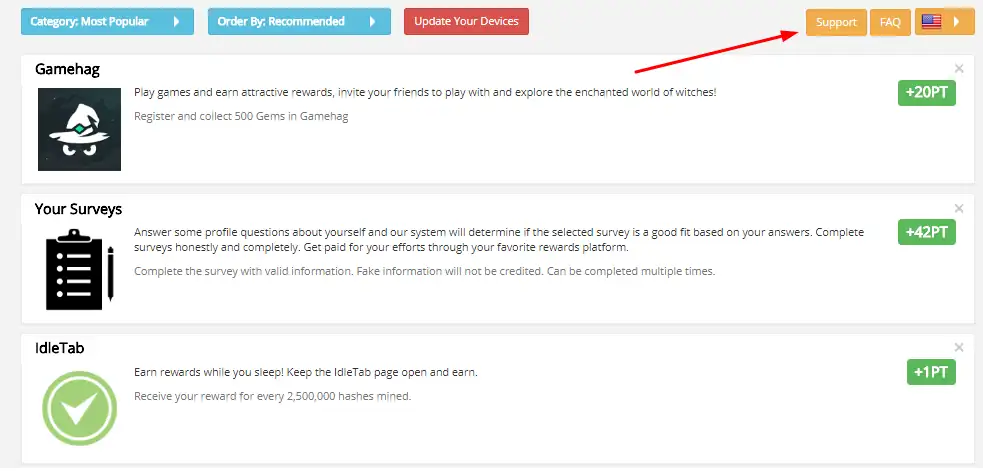 Category: Most Popular
Order By: Recommended
Update Your Devices
Support
FAQ
Gamehag
Play games and earn attractive rewards, invite your friends to play with and explore the enchanted world of witches!
+20PT
Register and collect 500 Gems in Gamehag
Your Surveys
Answer some profile questions about yourself and our system will determine if the selected survey is a good fit based on your answers. Complete
surveys honestly and completely. Get paid for your efforts through your favorite rewards platform.
+42PT
Complete the survey with valid information. Fake information will not be credited. Can be completed multiple times.
IdleTab
Earn rewards while you sleep! Keep the IdleTab page open and earn.
+1PT
Receive your reward for every 2,500,000 hashes mined.